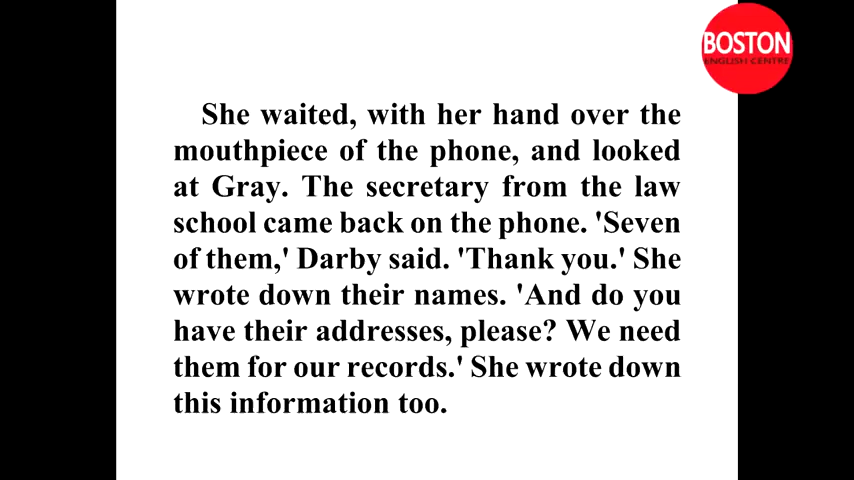 BOSTON
ENGLISH CENTRE
She waited, with her hand over the
mouthpiece of the phone, and looked
at Gray. The secretary from the law
school came back on the phone. 'Seven
of them,' Darby said. 'Thank you.' She
wrote down their names. 'And do you
have their addresses, please? We need
them for our records.' She wrote down
this information too.